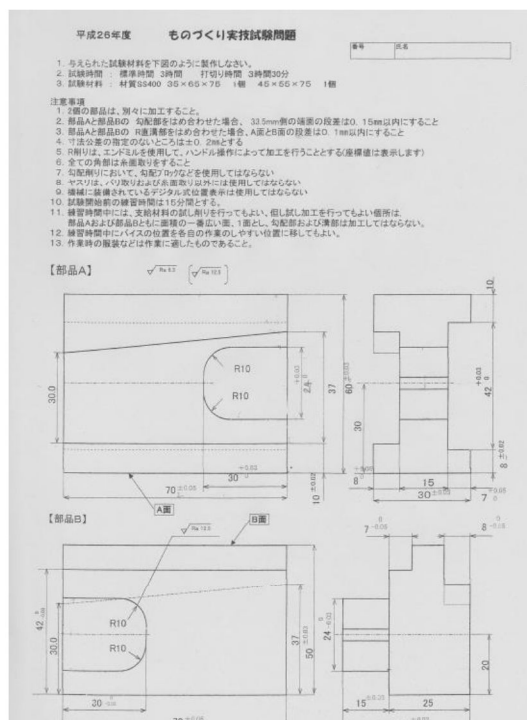 平成26年度 ものづくり実技試験問題
番号 氏名
1. 与えられた試験材料を下図のように製作しなさい。
2. 試験時間 : 標準時間 3時間 打切り時間 3時間30分
3. 試験材料 : 材質SS400 35×65×75 1個 45×55×75 1個
注意事項
1. 2個の部品は、別々に加工すること。
2. 部品Aと部品Bの 勾配部をはめ合わせた場合、 33.5mm側の端面の段差は0. 15mm以内にすること
3. 部品Aと部品Bの R直溝部をはめ合わせた場合、A面とB面の段差は0. 1mm以内にすること
4. 寸法公差の指定のないところは±0. 2mmとする
5. R削りは、エンドミルを使用して、ハンドル操作によって加工を行うこととする(座標値は表示します)
6. 全ての角部は糸面取りをすること
7. 勾配削りにおいて、勾配ブロックなどを使用してはならない
8. ヤスリは、バリ取りおよび糸面取り以外には使用してはならない
9. 機械に装備されているデジタル式位置表示は使用してはならない
10. 試験開始前の練習時間は15分間とする。
11. 練習時間中には、支給材料の試し削りを行ってもよい、但し試し加工を行ってもよい個所は、
部品Aおよび部品Bともに面積の一番広い面、1面とし、勾配部および溝部は加工してはならない。
12. 練習時間中にバイスの位置を各自の作業のしやすい位置に移してもよい。
13. 作業時の服装などは作業に適したものであること。
【部品A】 Ra 6.3 Ra 12.5
10
R10
R10
30.0
37
60
42
30
30
70
10 ±0.02
8
15
30
7
8 ±0.02
A面
【部品B】
B面
Ra 12.5
7
8
42
30.0
R10
R10
37
50
24
20
30
15
25